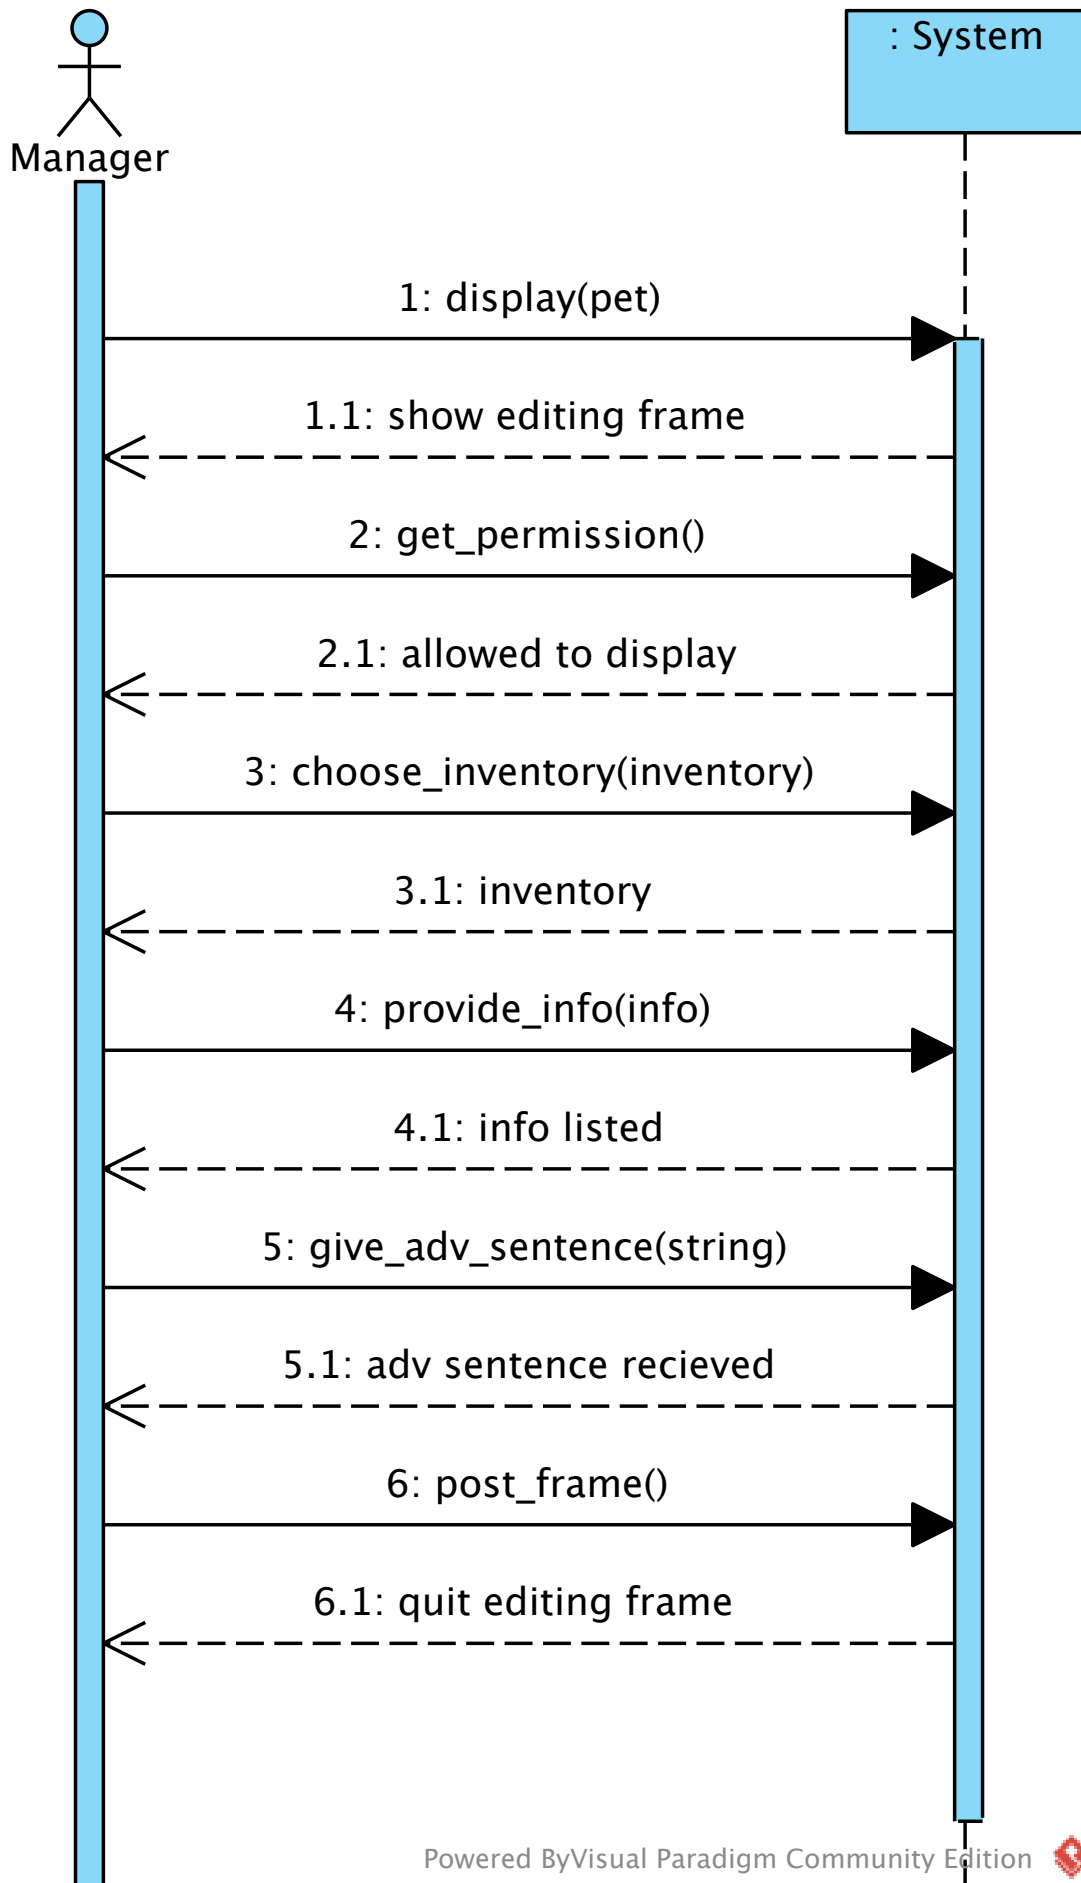 : System
Manager
1: display(pet)
1.1: show editing frame
2: get_permission()
2.1: allowed to display
3: choose_inventory(inventory)
3.1: inventory
4: provide_info(info)
4.1: info listed
5: give_adv_sentence(string)
5.1: adv sentence recieved
6: post_frame()
6.1: quit editing frame
Powered ByVisual Paradigm Community Edition